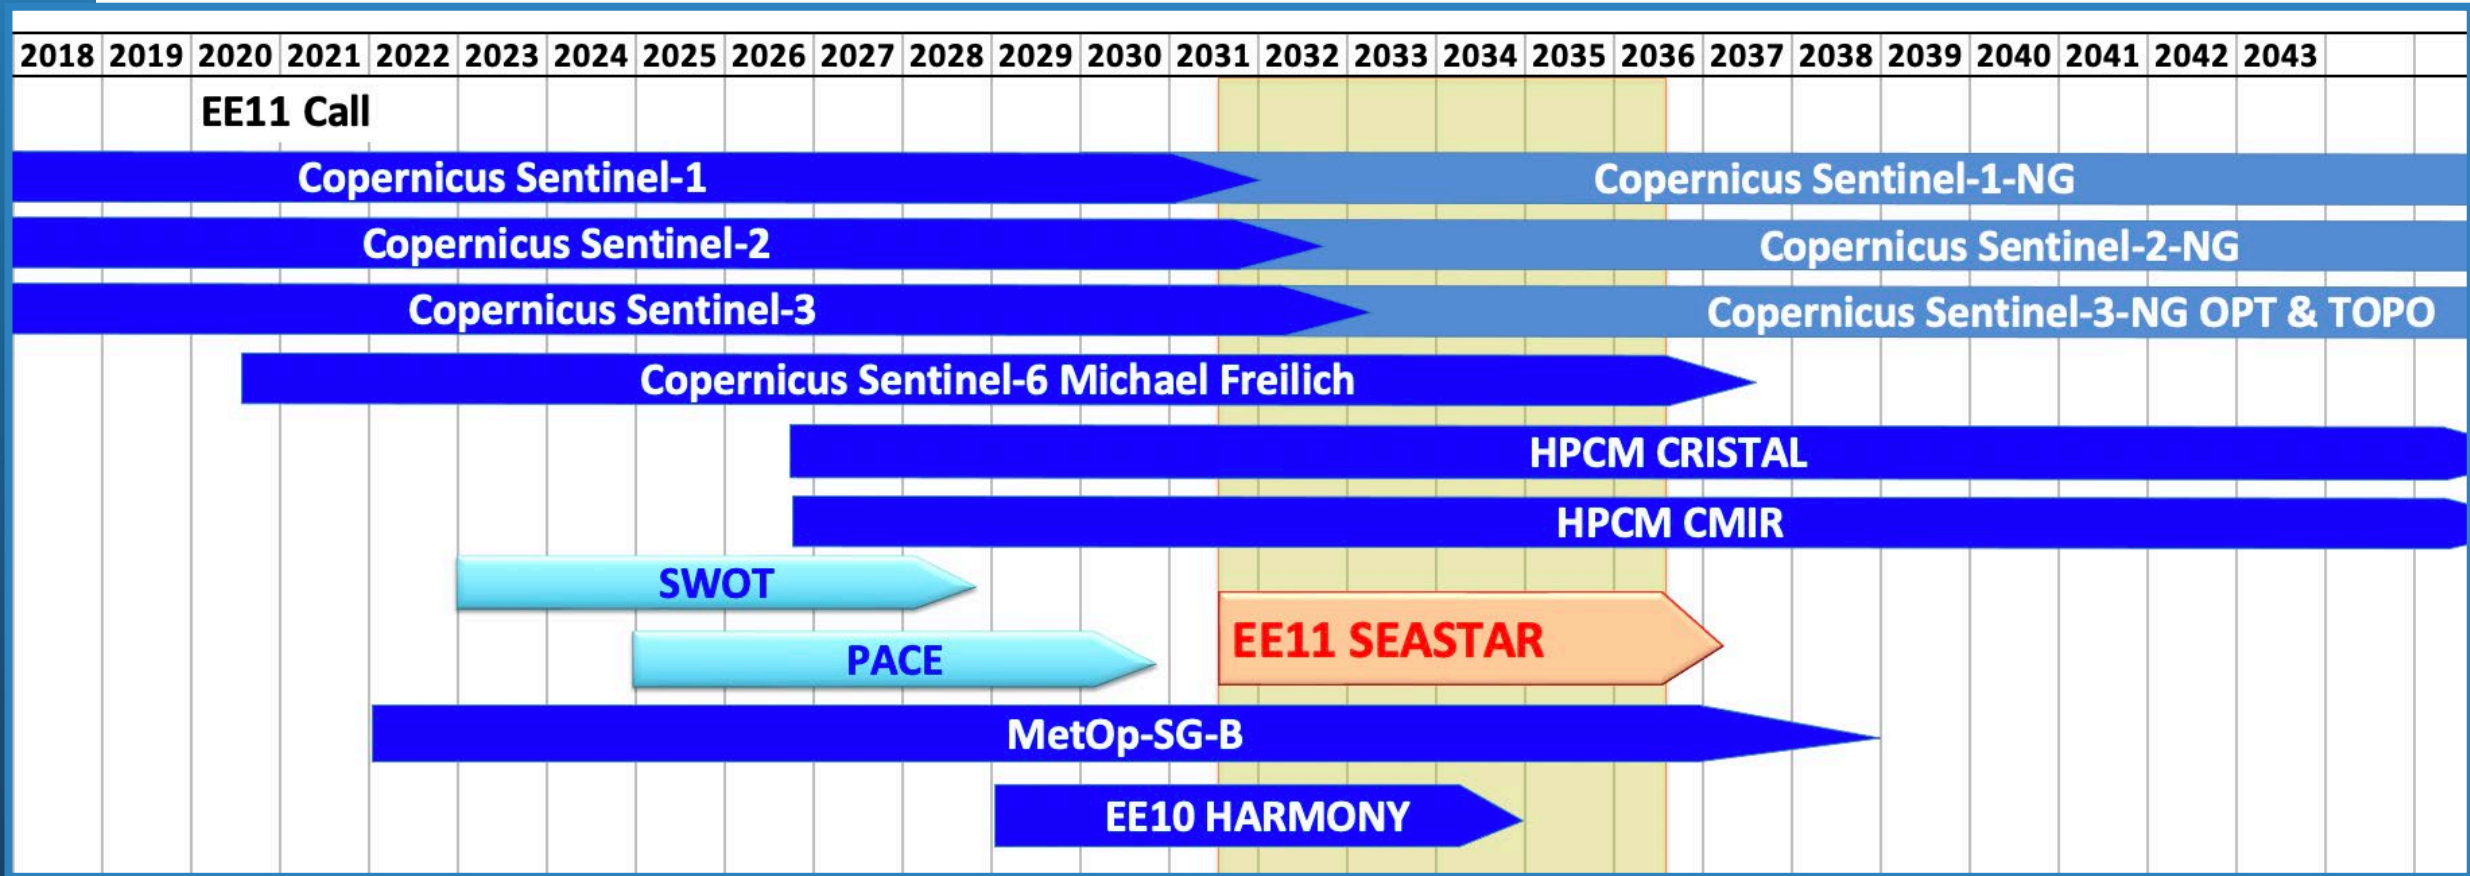 2018 2019 2020 2021 2022 2023 2024 2025 2026 2027 2028 2029 2030 2031 2032 2033 2034 2035 2036 2037 2038 2039 2040 2041 2042 2043
EE11 Call
Copernicus Sentinel-1 Copernicus Sentinel-1-NG
Copernicus Sentinel-2 Copernicus Sentinel-2-NG
Copernicus Sentinel-3 Copernicus Sentinel-3-NG OPT & TOPO
Copernicus Sentinel-6 Michael Freilich
HPCM CRISTAL
HPCM CMIR
SWOT
EE11 SEASTAR
PACE
MetOp-SG-B
EE10 HARMONY